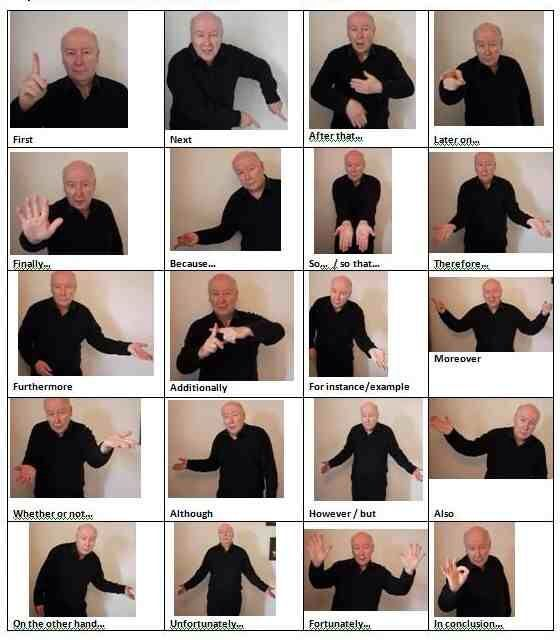 First
Next
After that…
Later on…
Finally…
Because…
So… / so that…
Therefore…
Furthermore
Additionally
For instance/example
Moreover
Whether or not…
Although
However / but
Also
On the other hand…
Unfortunately…
Fortunately…
In conclusion…